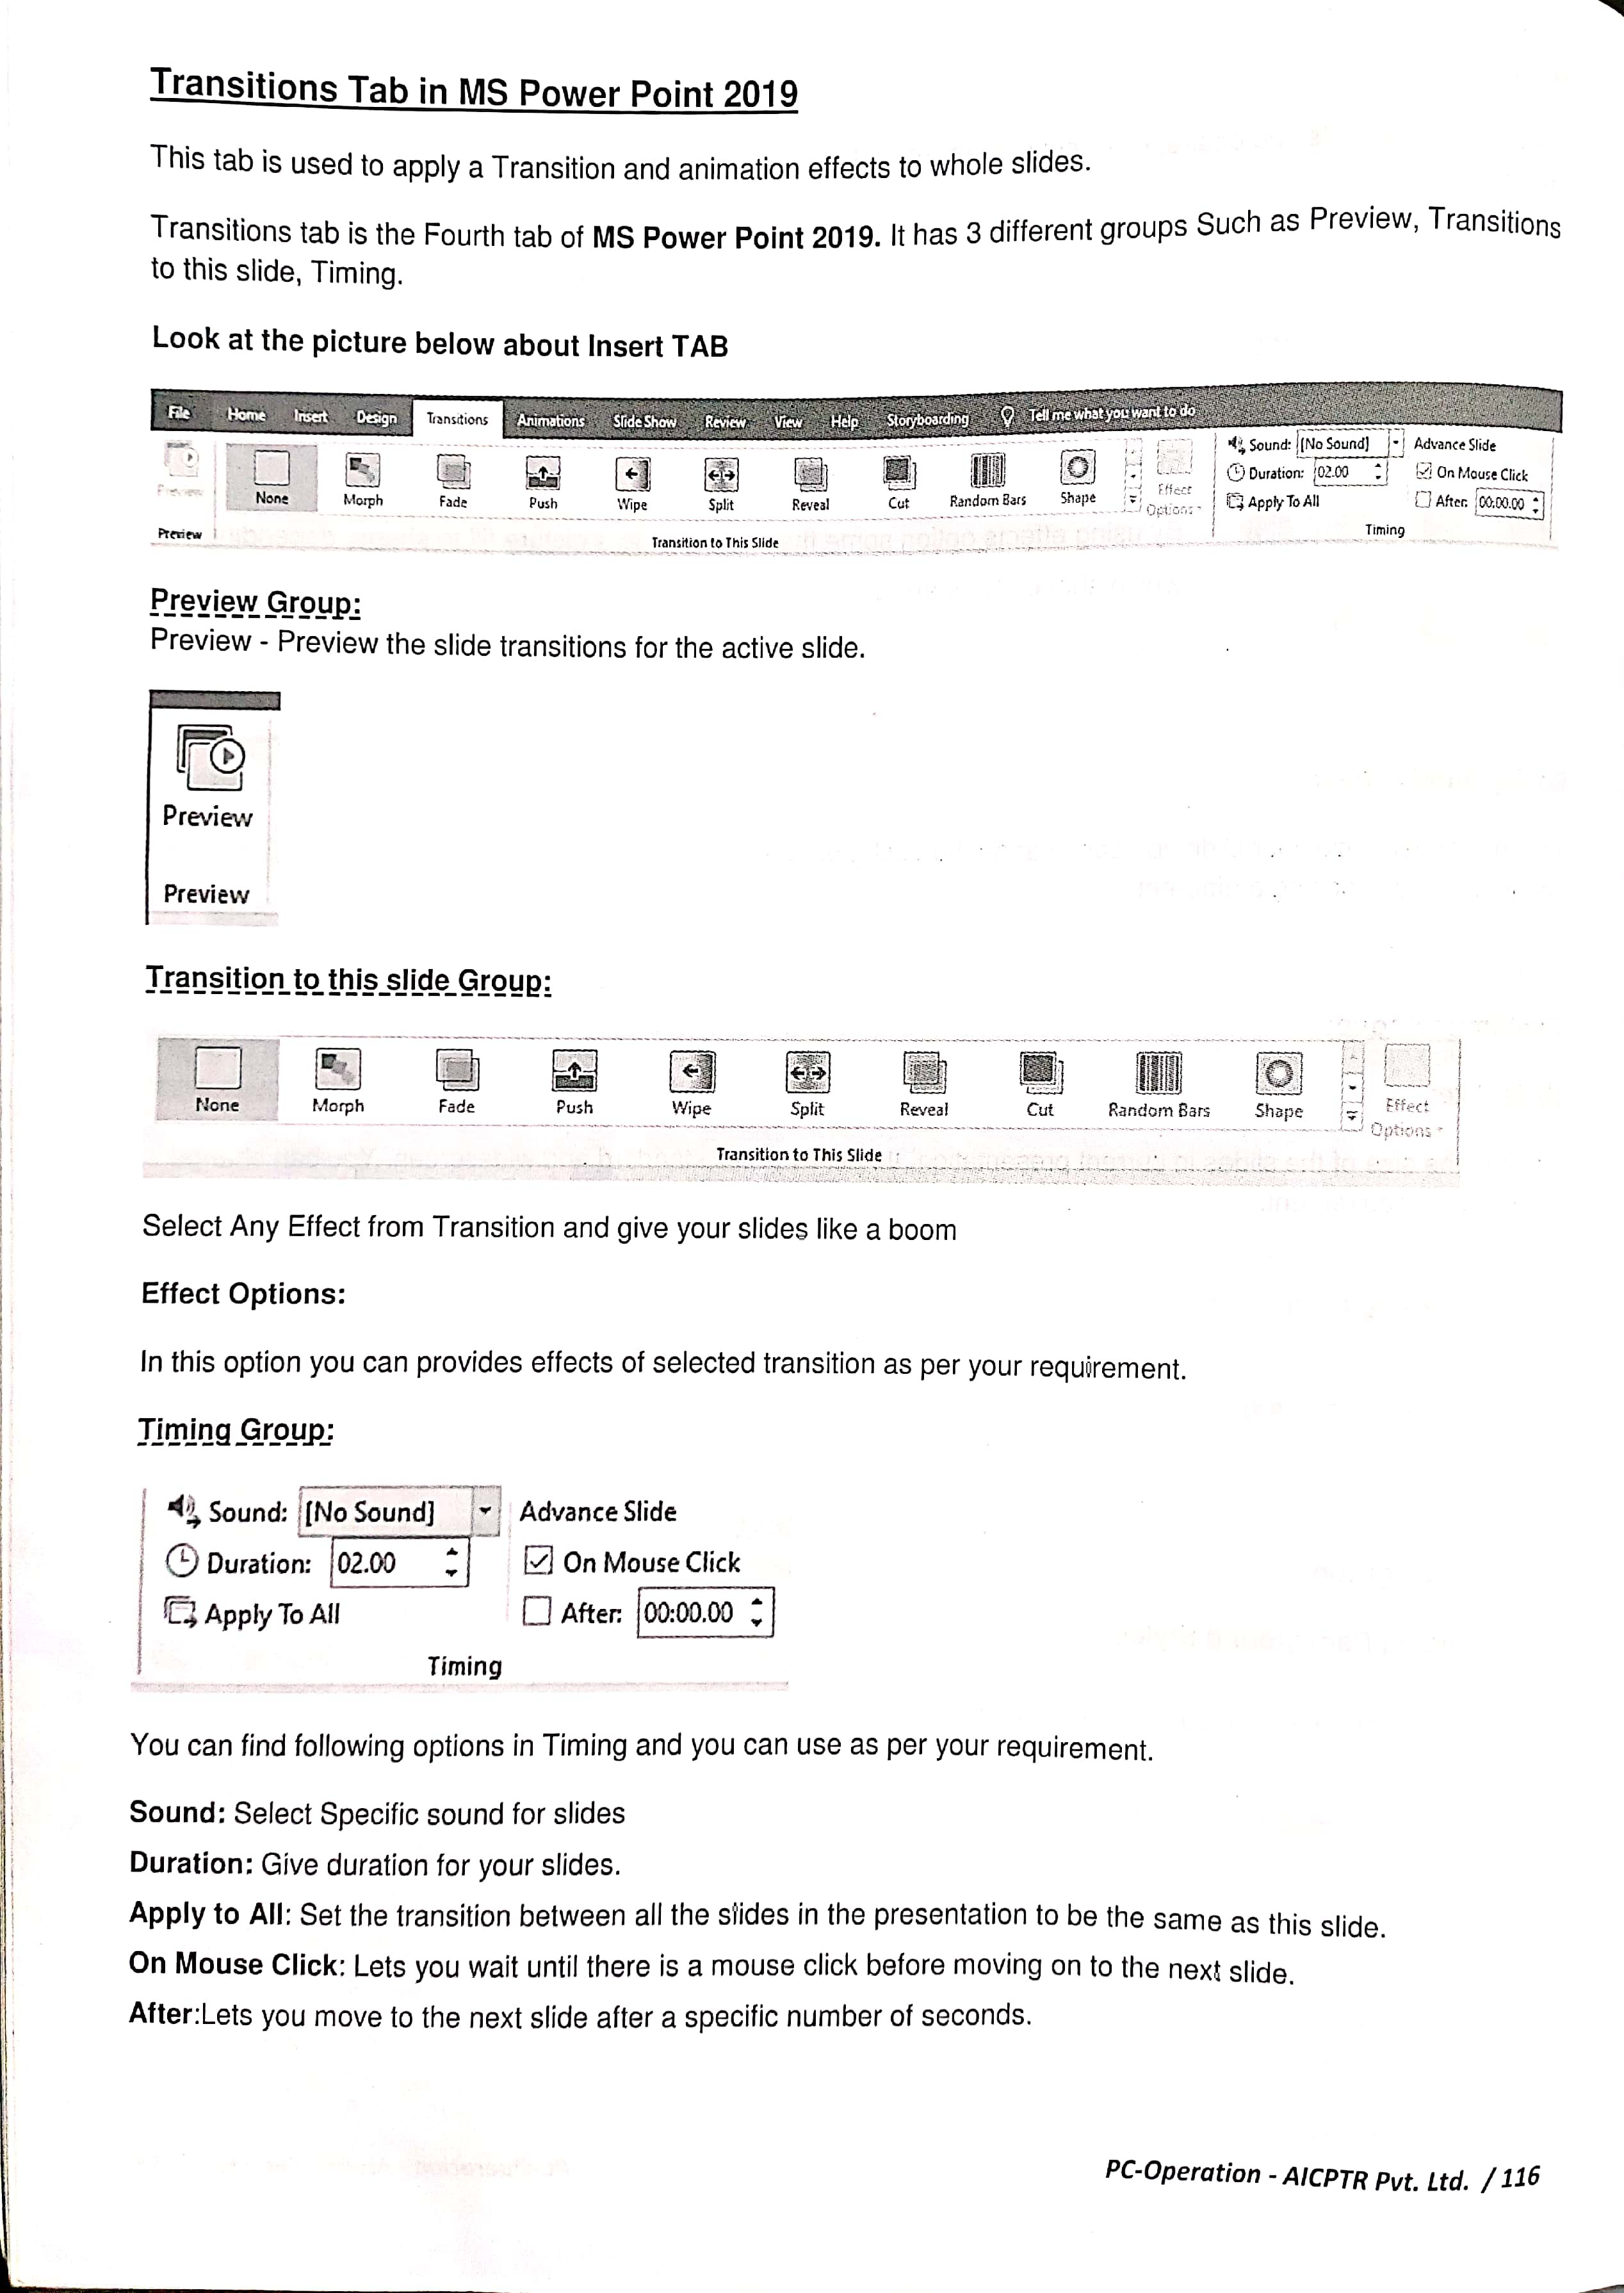 Transitions Tab in MS Power Point 2019
This tab is used to apply a Transition and animation effects to whole slides.
Transitions tab is the Fourth tab of MS Power Point 2019. It has 3 different groups Such as Preview, Transitions
to this slide, Timing.
Look at the picture below about Insert TAB
File Home Insert Design Transitions Animations Slide Show Review View Help Storyboarding Tell me what you want to do
Sound: [No Sound] Advance Slide
Duration: 02.00 On Mouse Click
Preview None Morph Fade Push Wipe Split Reveal Cut Random Bars Shape Effect
Options
Apply To All After: 00:00.00
Preview Transition to This Slide Timing
Preview Group:
Preview - Preview the slide transitions for the active slide.
Preview
Preview
Transition to this slide Group:
None Morph Fade Push Wipe Split Reveal Cut Random Bars Shape Effect
Options
Transition to This Slide
Select Any Effect from Transition and give your slides like a boom
Effect Options:
In this option you can provides effects of selected transition as per your requirement.
Timing Group:
Sound: [No Sound] Advance Slide
Duration: 02.00 On Mouse Click
Apply To All After: 00:00.00
Timing
You can find following options in Timing and you can use as per your requirement.
Sound: Select Specific sound for slides
Duration: Give duration for your slides.
Apply to All: Set the transition between all the slides in the presentation to be the same as this slide.
On Mouse Click: Lets you wait until there is a mouse click before moving on to the next slide.
After:Lets you move to the next slide after a specific number of seconds.
PC-Operation - AICPTR Pvt. Ltd. / 116